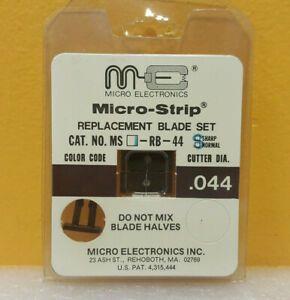 ME
MICRO ELECTRONICS
Micro-Strip®
REPLACEMENT BLADE SET
CAT. NO. MS -RB-44 S SHARP NORMAL
COLOR CODE CUTTER DIA.
.044
DO NOT MIX
BLADE HALVES
MICRO ELECTRONICS INC.
23 ASH ST., REHOBOTH, MA. 02769
U.S. PAT. 4,315,444